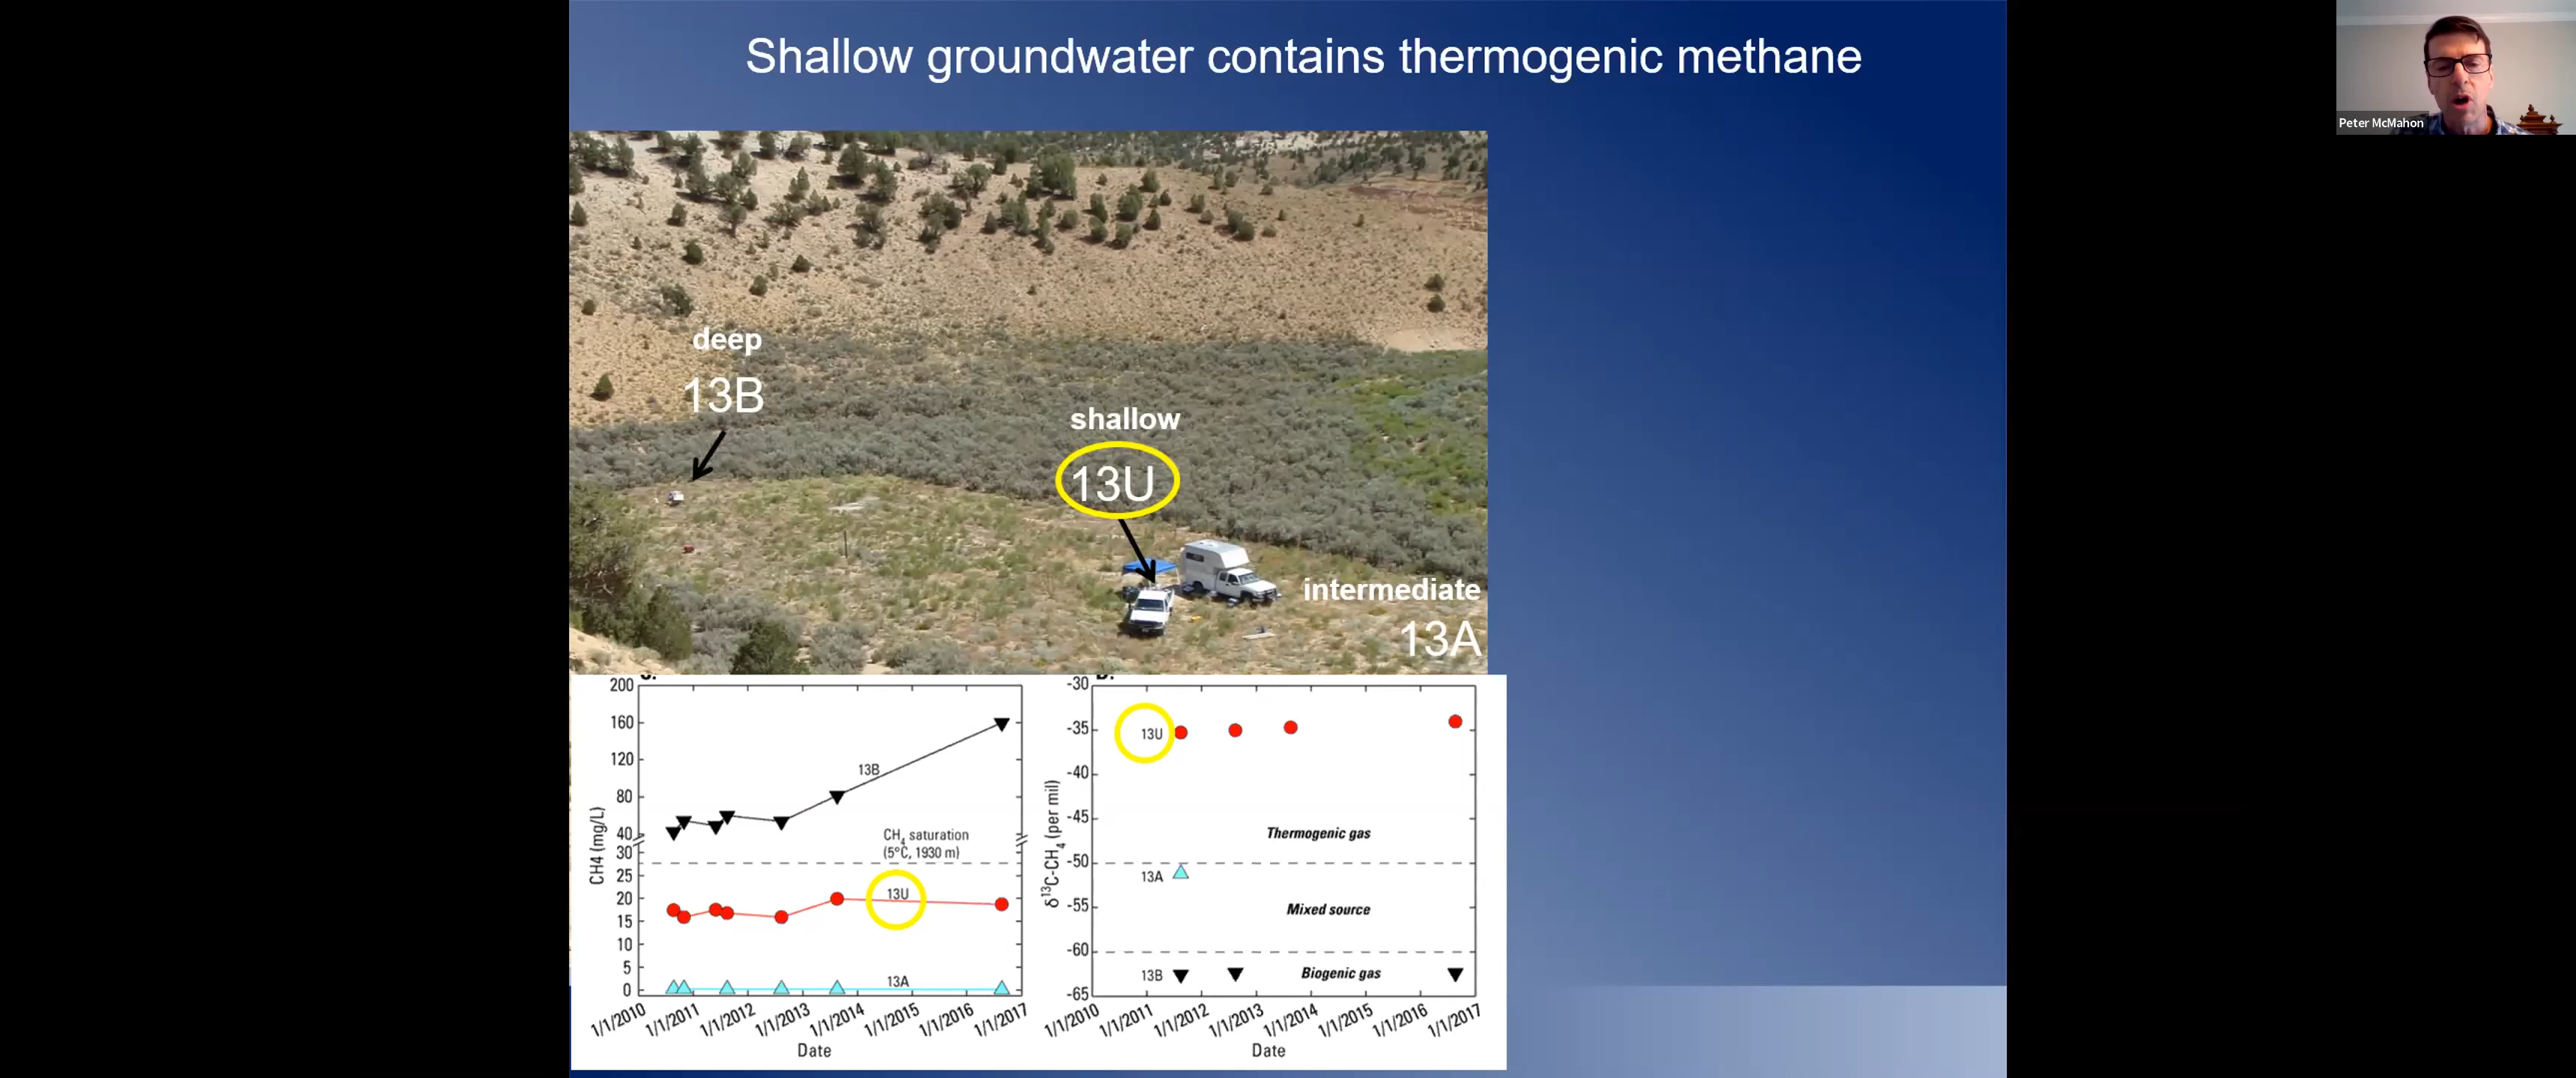 Shallow groundwater contains thermogenic methane
Peter McMahon
deep
13B
shallow
13U
intermediate
13A
200
160
120
80
40
30
25
20
15
10
5
0
CH4 (mg/L)
13B
CH4 saturation
(5°C, 1930 m)
13U
13A
1/1/2010
1/1/2011
1/1/2012
1/1/2013
1/1/2014
1/1/2015
1/1/2016
1/1/2017
Date
-30
-35
-40
-45
-50
-55
-60
-65
δ13C-CH4 (per mil)
13U
Thermogenic gas
13A
Mixed source
13B
Biogenic gas
1/1/2010
1/1/2011
1/1/2012
1/1/2013
1/1/2014
1/1/2015
1/1/2016
1/1/2017
Date